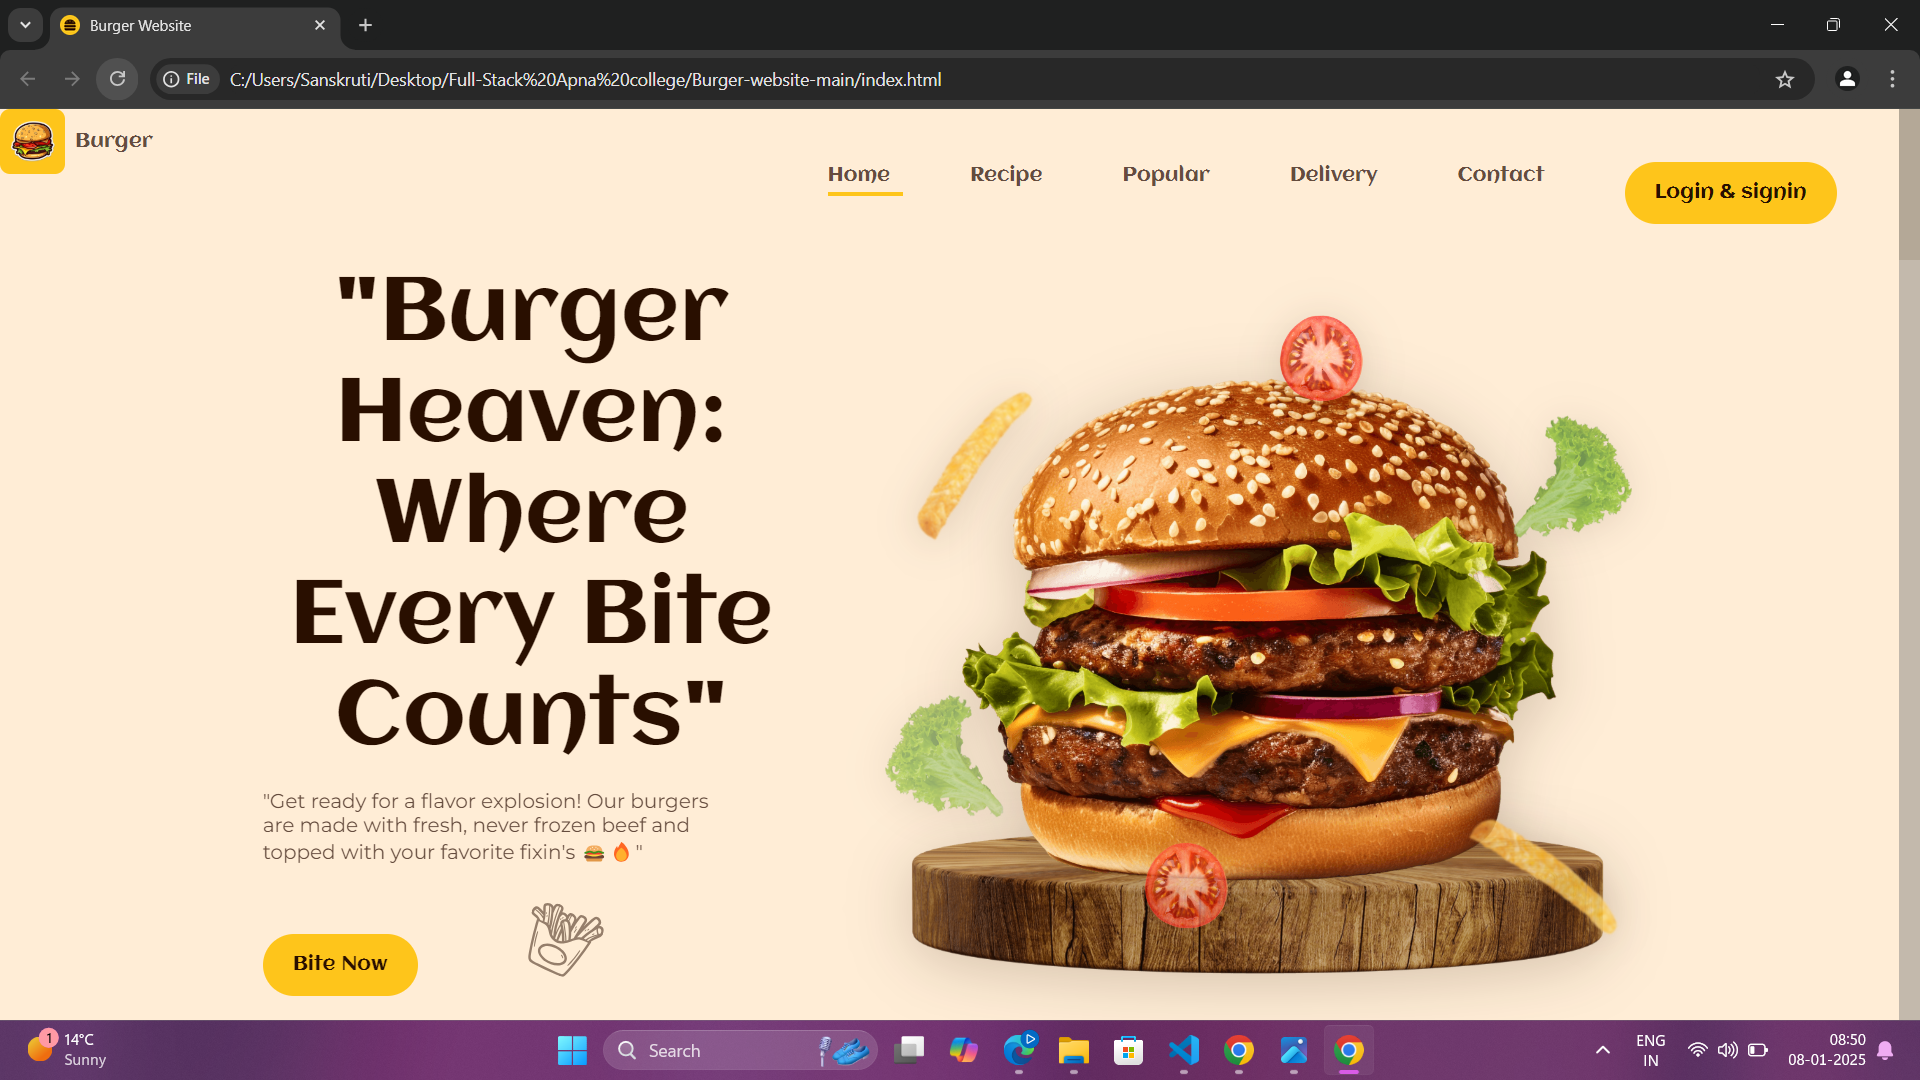 Burger Website
File
C:/Users/Sanskruti/Desktop/Full-Stack%20Apna%20college/Burger-website-main/index.html
Burger
Home
Recipe
Popular
Delivery
Contact
Login & signin
"Burger
Heaven:
Where
Every Bite
Counts"
"Get ready for a flavor explosion! Our burgers
are made with fresh, never frozen beef and
topped with your favorite fixin's 🍔🔥"
Bite Now
1
14°C
Sunny
Search
ENG
IN
08:50
08-01-2025